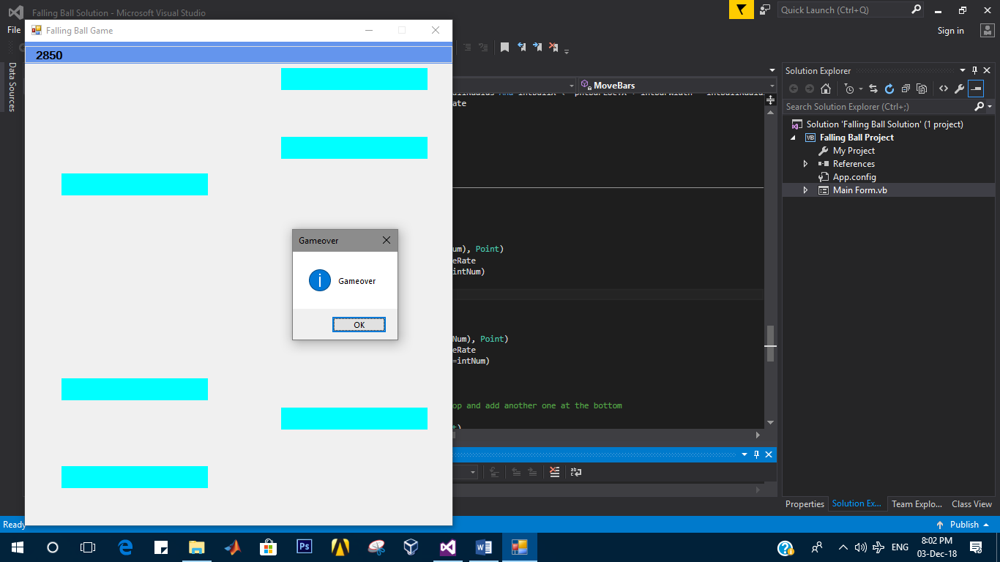 Falling Ball Solution - Microsoft Visual Studio
Quick Launch (Ctrl+Q)
File
Sign in
Falling Ball Game
2850
Data Sources
MoveBars
ate
Solution Explorer
Search Solution Explorer (Ctrl+;)
Solution 'Falling Ball Solution' (1 project)
VB Falling Ball Project
My Project
References
App.config
Main Form.vb
Gameover
Gameover
OK
um), Point)
eRate
intNum)
Num), Point)
eRate
=intNum)
op and add another one at the bottom
Properties
Solution Ex...
Team Explo...
Class View
Ready
Publish
Ps
ENG
8:02 PM
03-Dec-18